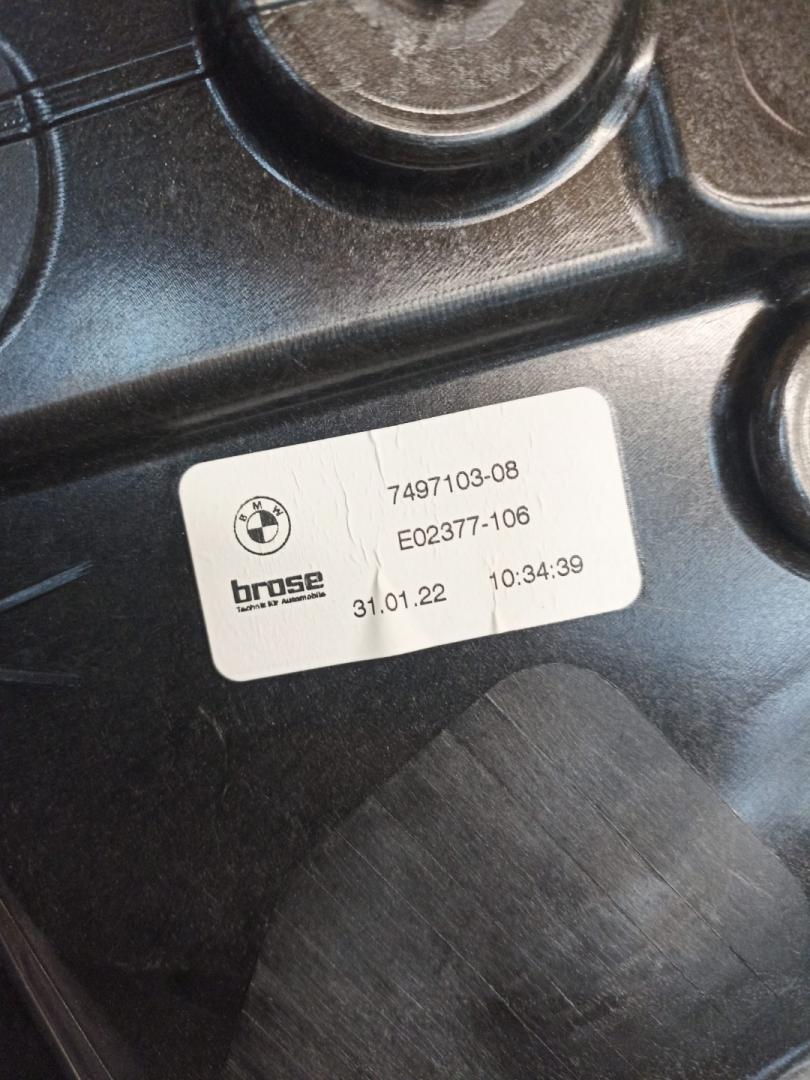 BMW
7497103-08
E02377-106
brose
Technik für Automobile
31.01.22 10:34:39